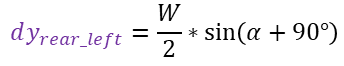 dy_rear_left = W/2 * sin(α + 90°)